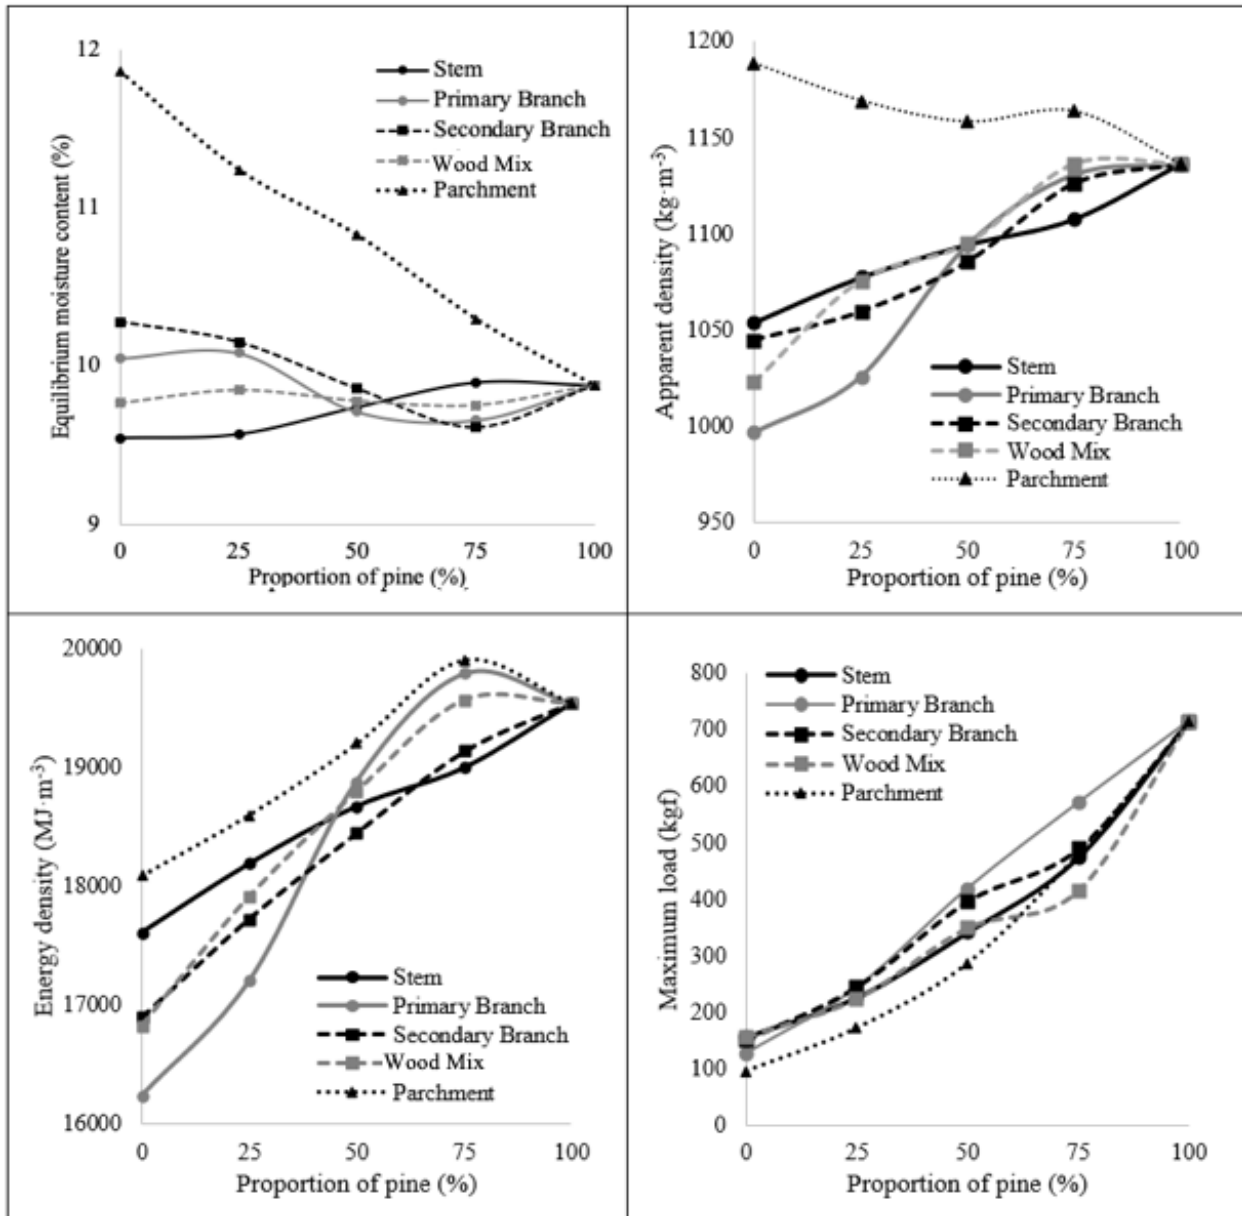 Equilibrium moisture content (%)
12
11
10
9
Stem
Primary Branch
Secondary Branch
Wood Mix
Parchment
0 25 50 75 100
Proportion of pine (%)
Apparent density (kg·m⁻³)
1200
1150
1100
1050
1000
950
Stem
Primary Branch
Secondary Branch
Wood Mix
Parchment
0 25 50 75 100
Proportion of pine (%)
Energy density (MJ·m⁻³)
20000
19000
18000
17000
16000
Stem
Primary Branch
Secondary Branch
Wood Mix
Parchment
0 25 50 75 100
Proportion of pine (%)
Maximum load (kgf)
800
700
600
500
400
300
200
100
0
Stem
Primary Branch
Secondary Branch
Wood Mix
Parchment
0 25 50 75 100
Proportion of pine (%)